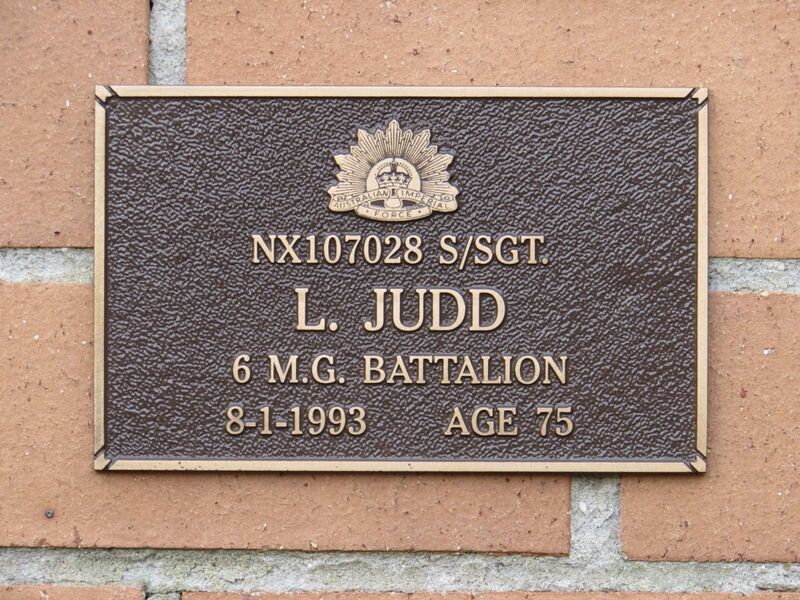 AUSTRALIAN IMPERIAL
FORCE
NX107028 S/SGT.
L. JUDD
6 M.G. BATTALION
8-1-1993 AGE 75